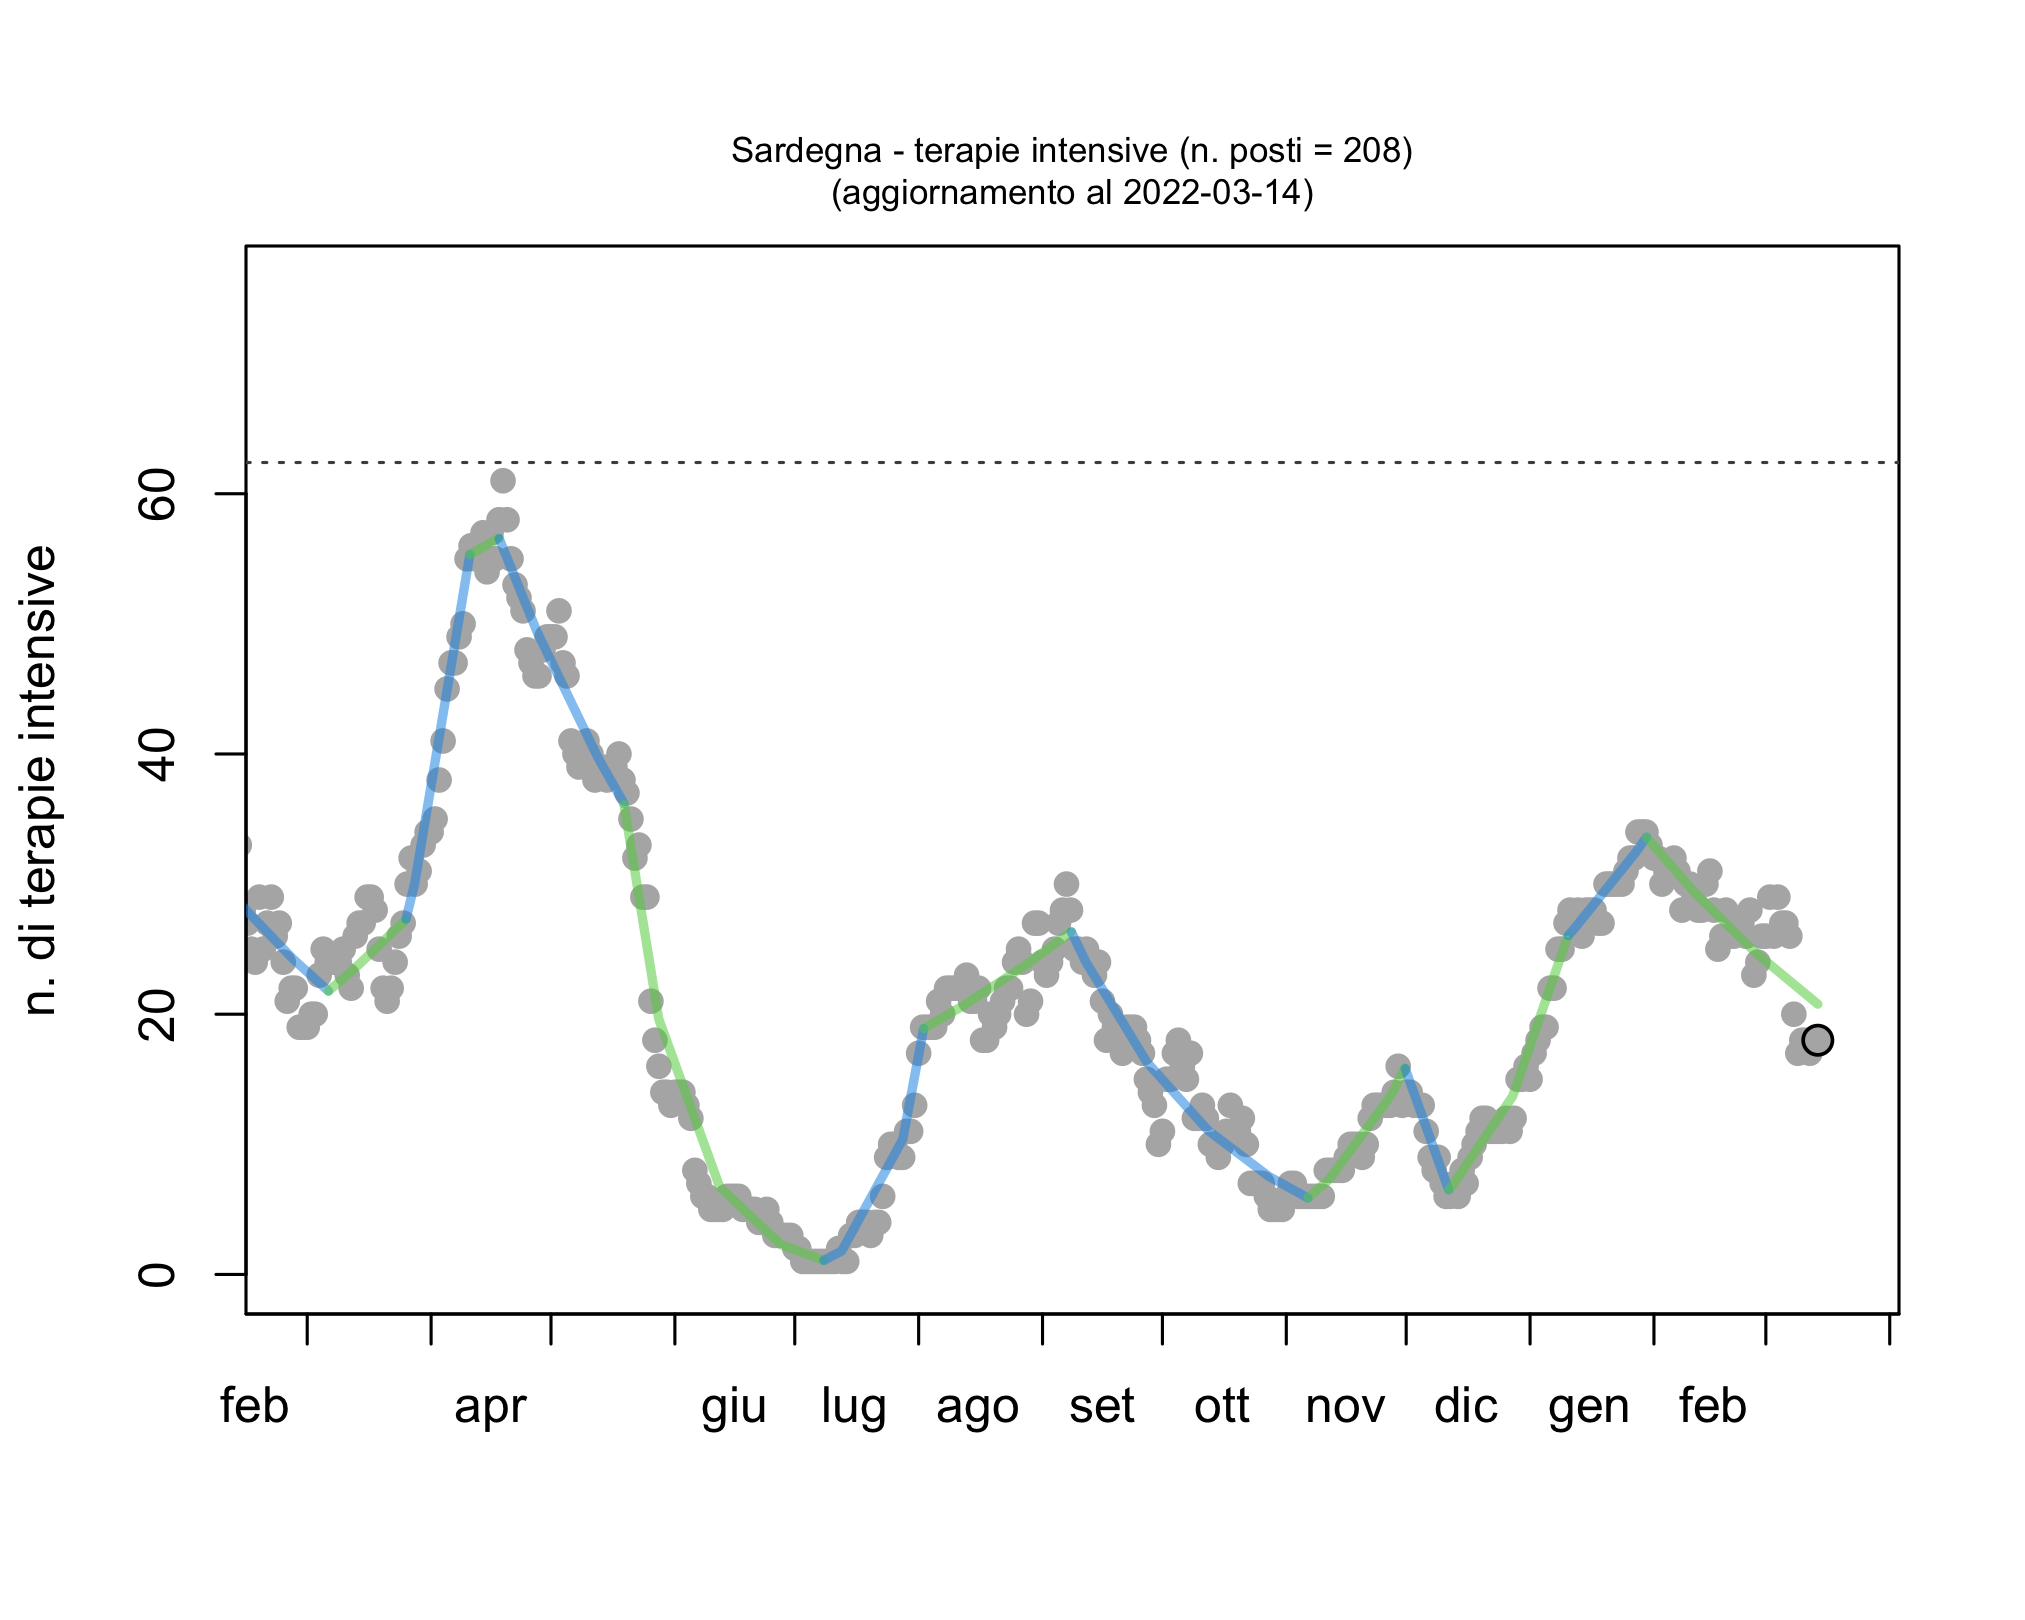 Sardegna - terapie intensive (n. posti = 208)
(aggiornamento al 2022-03-14)
n. di terapie intensive
60
40
20
0
feb apr giu lug ago set ott nov dic gen feb